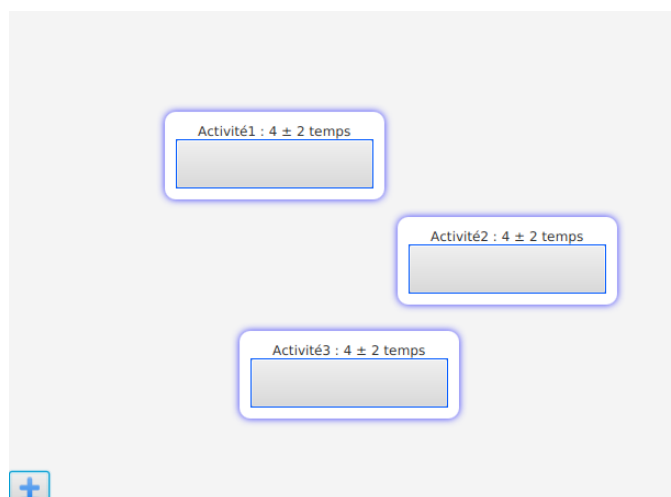 Activité1 : 4 ± 2 temps
Activité2 : 4 ± 2 temps
Activité3 : 4 ± 2 temps